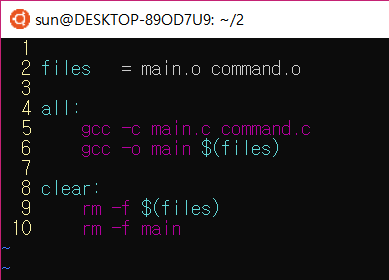 sun@DESKTOP-89OD7U9: ~/2
1
2 files   = main.o command.o
3
4 all:
5     gcc -c main.c command.c
6     gcc -o main $(files)
7
8 clear:
9     rm -f $(files)
10     rm -f main
~
~